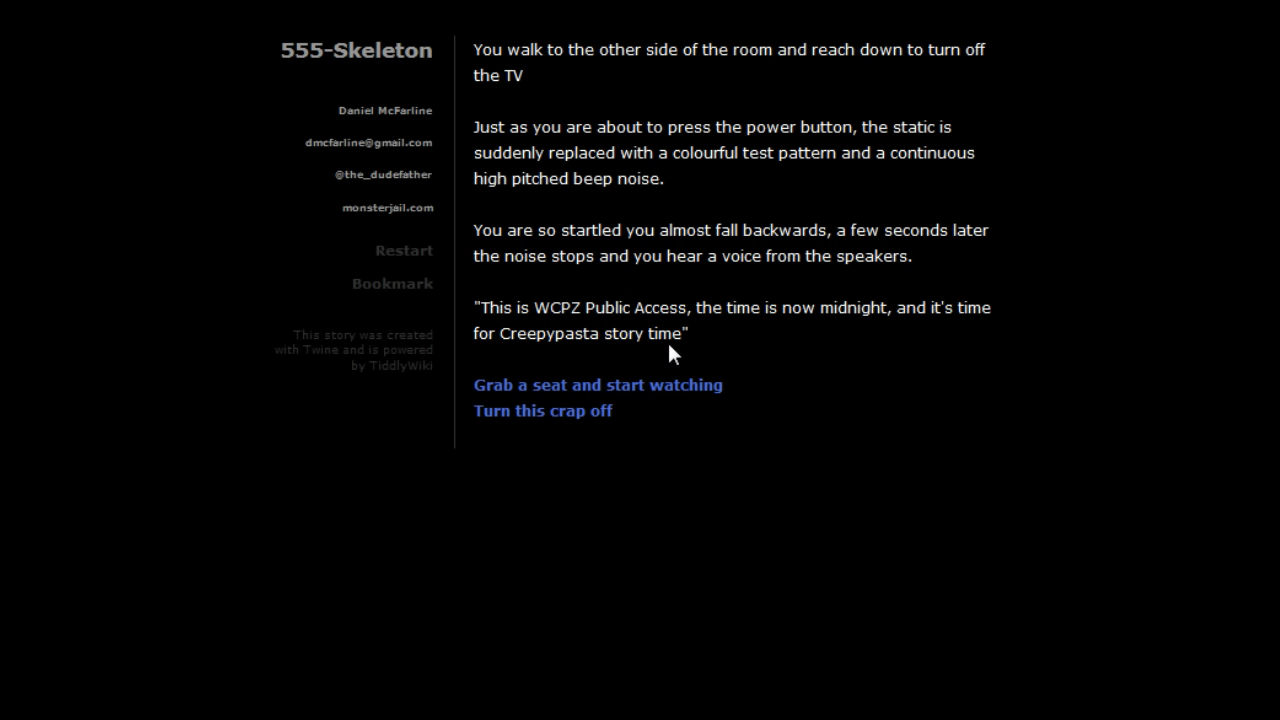 555-Skeleton
Daniel McFarline
dmcfarline@gmail.com
@the_dudefather
monsterjail.com
Restart
Bookmark
This story was created
with Twine and is powered
by TiddlyWiki
You walk to the other side of the room and reach down to turn off
the TV
Just as you are about to press the power button, the static is
suddenly replaced with a colourful test pattern and a continuous
high pitched beep noise.
You are so startled you almost fall backwards, a few seconds later
the noise stops and you hear a voice from the speakers.
"This is WCPZ Public Access, the time is now midnight, and it's time
for Creepypasta story time"
Grab a seat and start watching
Turn this crap off